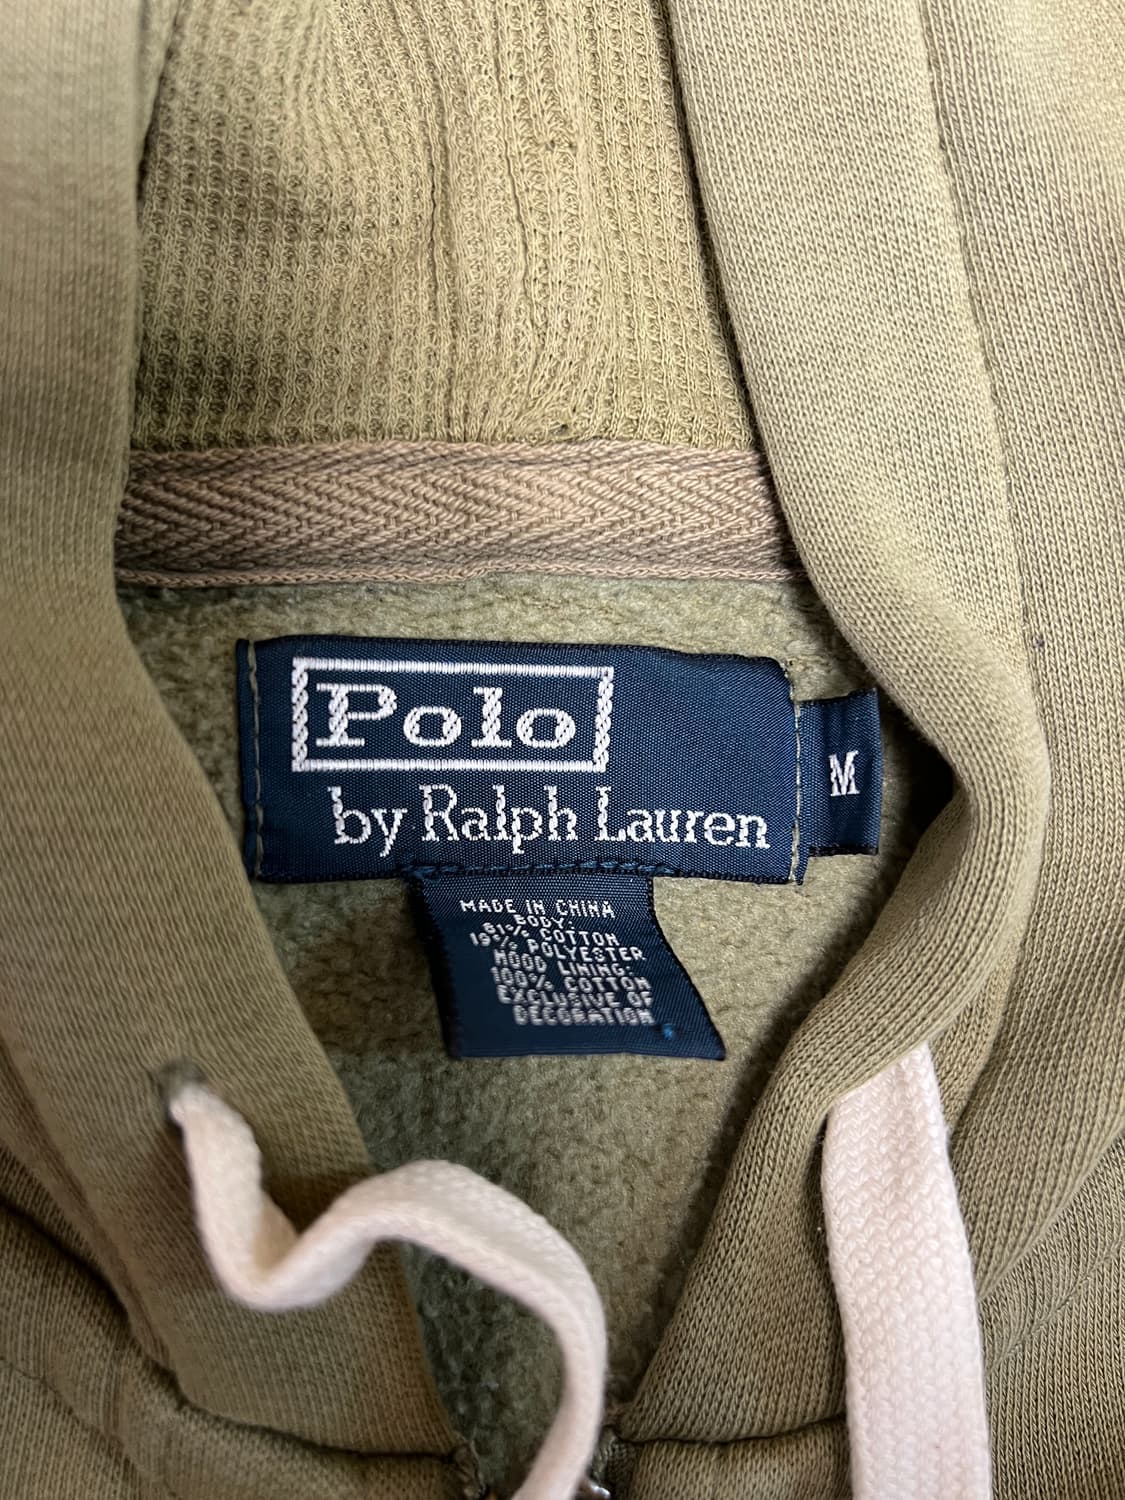 Polo
by Ralph Lauren
M
MADE IN CHINA
BODY:
81% COTTON
19% POLYESTER
HOOD LINING:
100% COTTON
EXCLUSIVE OF
DECORATION